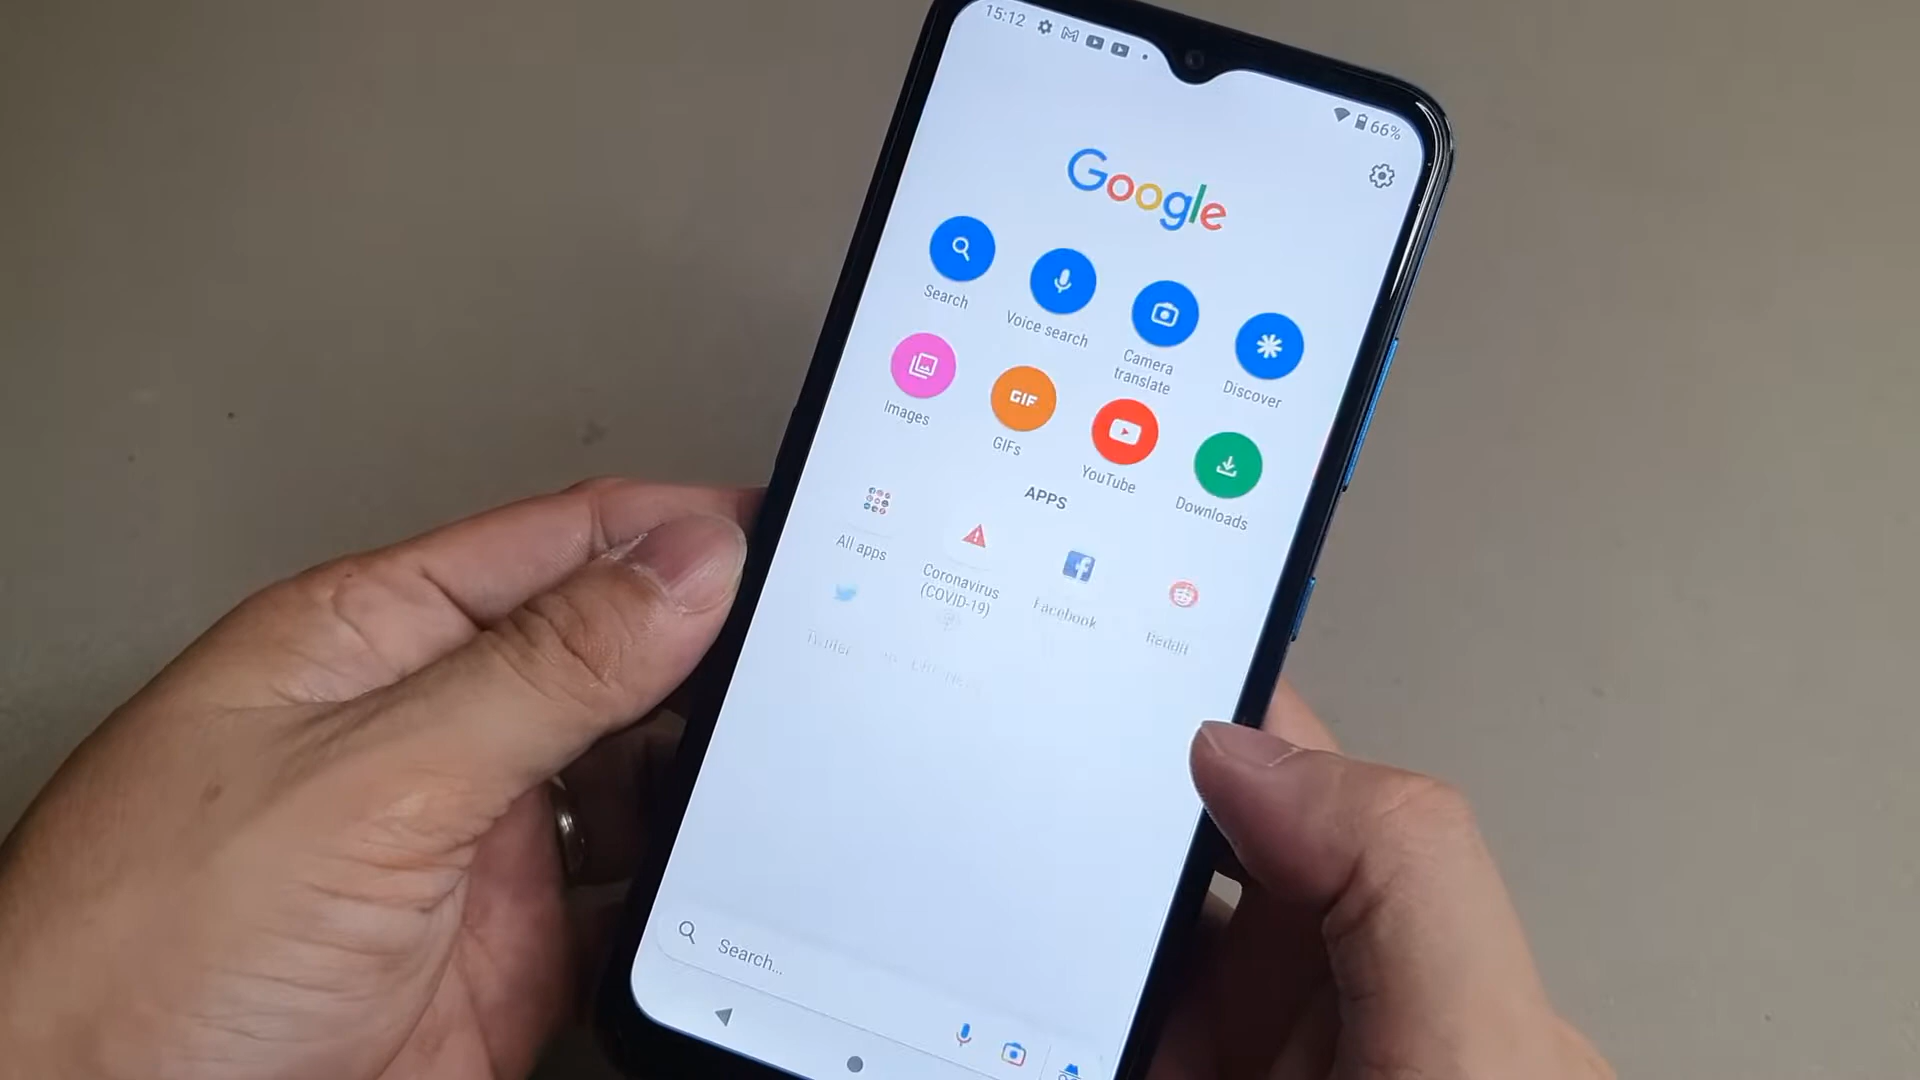 15:12
66%
Google
Search
Voice search
Camera
translate
Discover
Images
GIF
GIFs
YouTube
Downloads
APPS
All apps
Coronavirus
(COVID-19)
Facebook
Reddit
Twitter
Search...